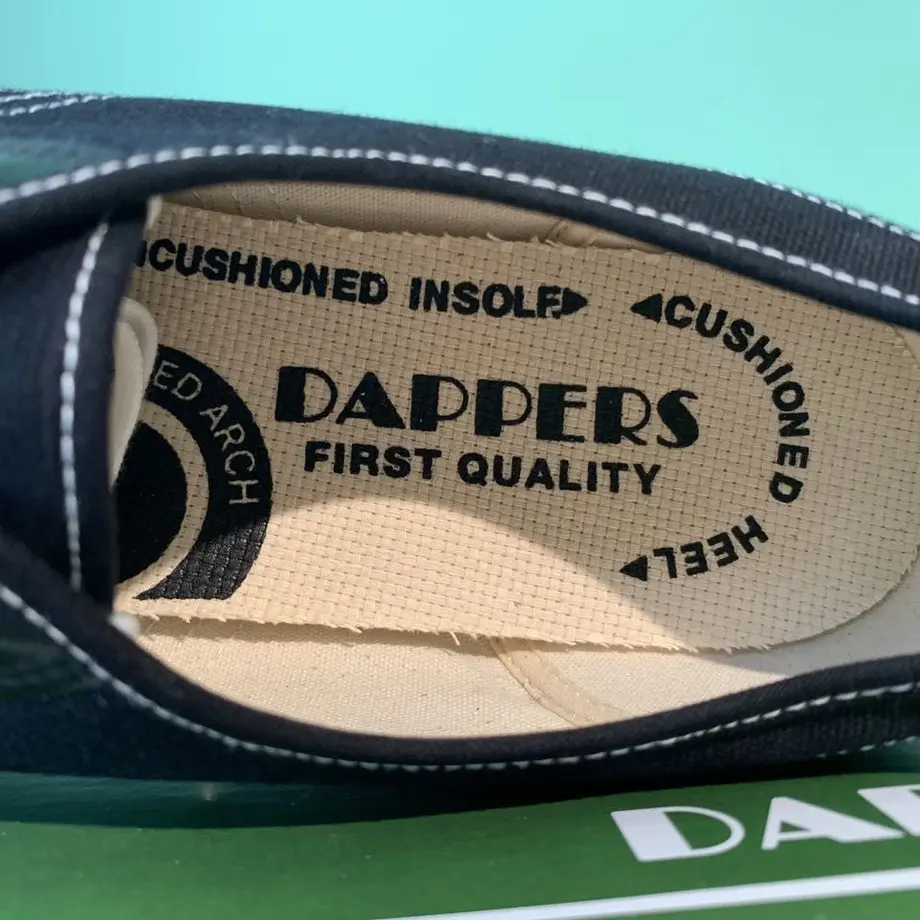 CUSHIONED INSOLE
CUSHIONED HEEL
DAPPERS
FIRST QUALITY
ED ARCH
DAP